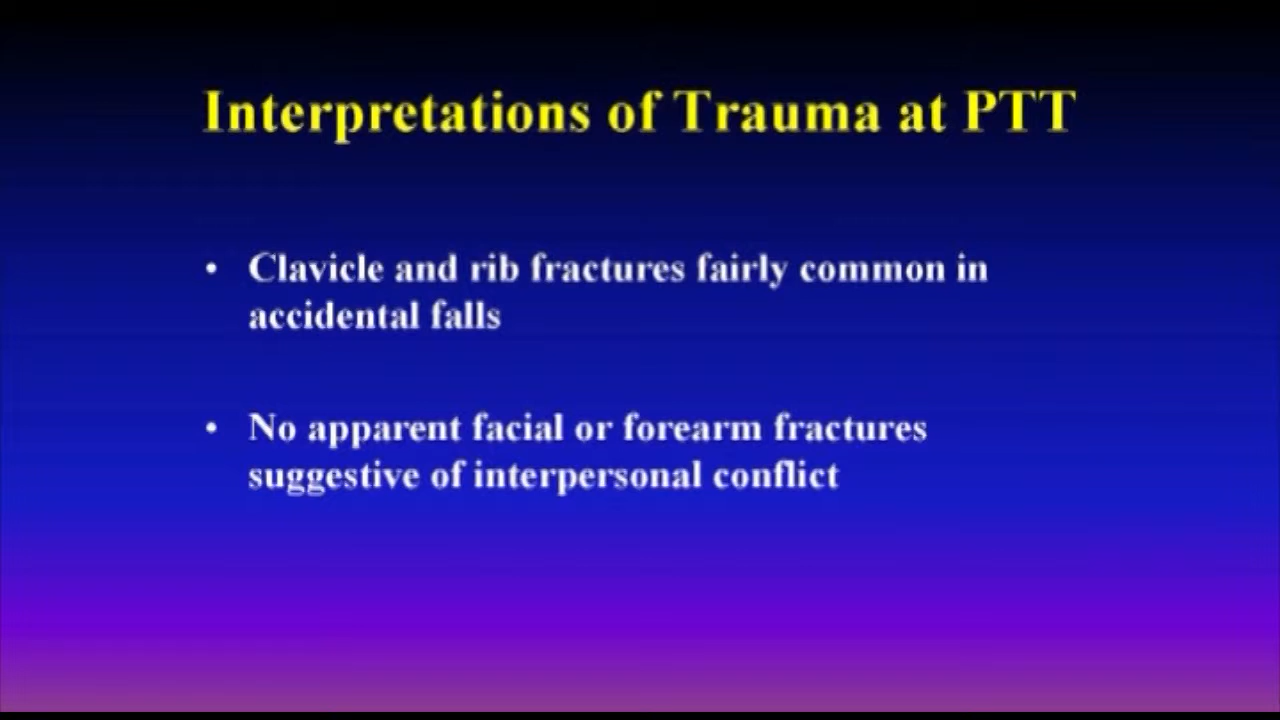 Interpretations of Trauma at PTT
• Clavicle and rib fractures fairly common in
accidental falls
• No apparent facial or forearm fractures
suggestive of interpersonal conflict